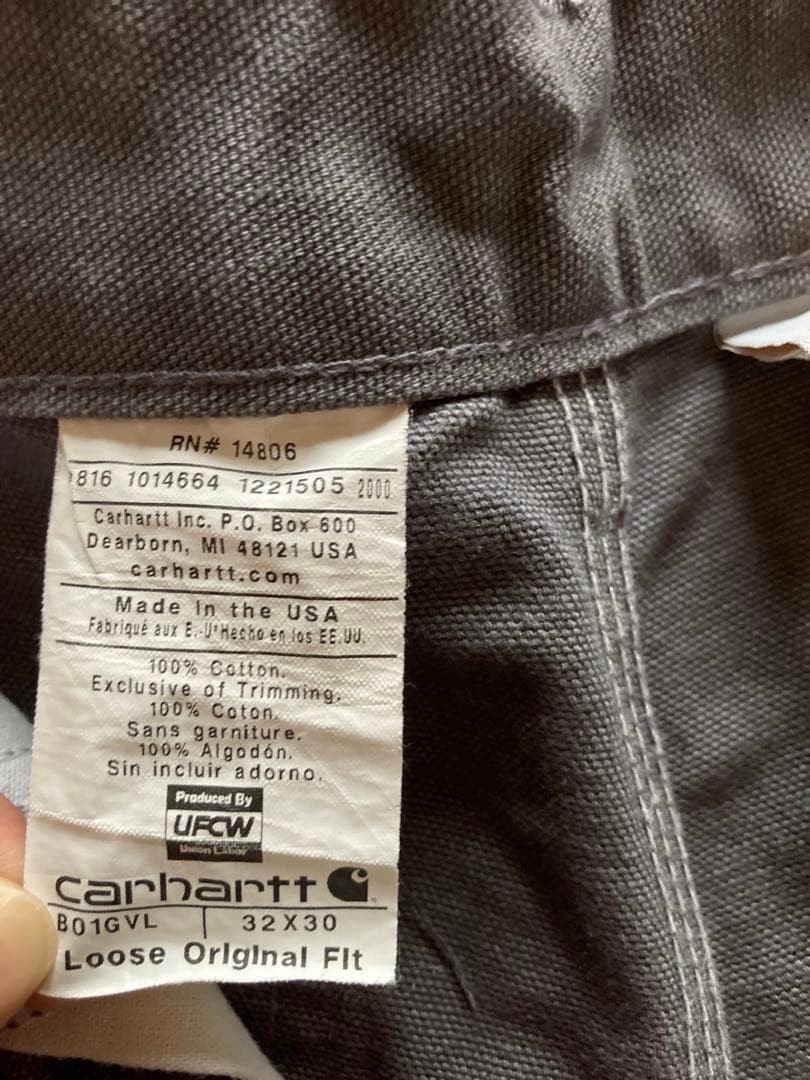 RN# 14806
816 1014664 1221505 2000
Carhartt Inc. P.O. Box 600
Dearborn, MI 48121 USA
carhartt.com
Made In the USA
Fabriqué aux E.-U*Hecho en los EE.UU.
100% Cotton.
Exclusive of Trimming.
100% Coton.
Sans garniture.
100% Algodón.
Sin incluir adorno.
Produced By
UFCW
Union Labor
carhartt
B01GVL | 32X30
Loose Original Fit